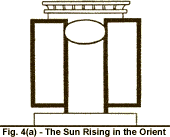 Fig. 4(a) - The Sun Rising in the Orient